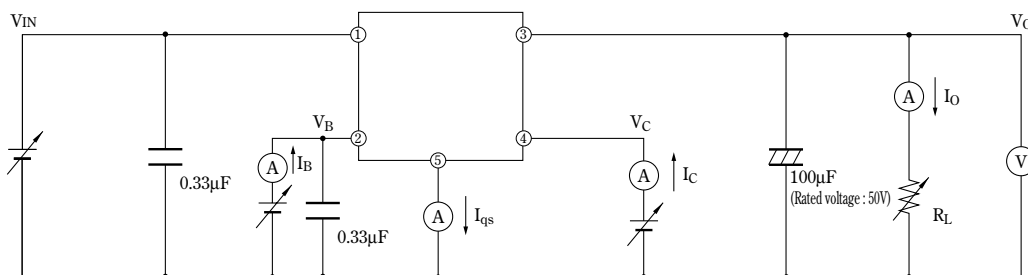 VIN
1
3
VO
A
IO
VB
2
4
VC
A
IB
5
A
IC
V
0.33μF
100μF
(Rated voltage : 50V)
A
Iqs
RL
0.33μF